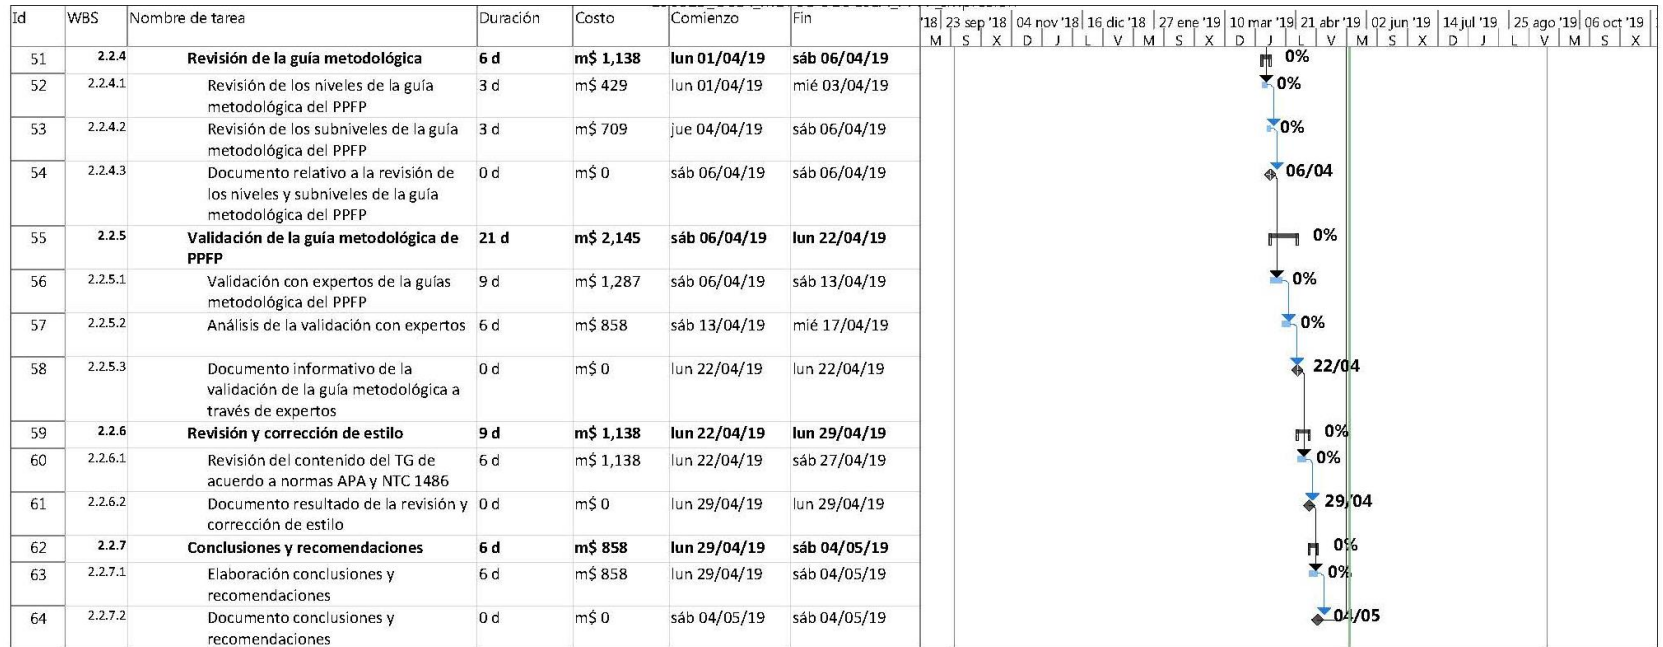 Id WBS Nombre de tarea Duración Costo Comienzo Fin
'18 23 sep '18 04 nov '18 16 dic '18 27 ene '19 10 mar '19 21 abr '19 02 jun '19 14 jul '19 25 ago '19 06 oct '19
M S X D J L V M S X D J L V M S X D J L V M S X
51 2.2.4 Revisión de la guía metodológica 6 d m$ 1,138 lun 01/04/19 sáb 06/04/19 0%
52 2.2.4.1 Revisión de los niveles de la guía 3 d m$ 429 lun 01/04/19 mié 03/04/19 0%
metodológica del PPFP
53 2.2.4.2 Revisión de los subniveles de la guía 3 d m$ 709 jue 04/04/19 sáb 06/04/19 0%
metodológica del PPFP
54 2.2.4.3 Documento relativo a la revisión de 0 d m$ 0 sáb 06/04/19 sáb 06/04/19 06/04
los niveles y subniveles de la guía
metodológica del PPFP
55 2.2.5 Validación de la guía metodológica de 21 d m$ 2,145 sáb 06/04/19 lun 22/04/19 0%
PPFP
56 2.2.5.1 Validación con expertos de la guías 9 d m$ 1,287 sáb 06/04/19 sáb 13/04/19 0%
metodológica del PPFP
57 2.2.5.2 Análisis de la validación con expertos 6 d m$ 858 sáb 13/04/19 mié 17/04/19 0%
58 2.2.5.3 Documento informativo de la 0 d m$ 0 lun 22/04/19 lun 22/04/19 22/04
validación de la guía metodológica a
través de expertos
59 2.2.6 Revisión y corrección de estilo 9 d m$ 1,138 lun 22/04/19 lun 29/04/19 0%
60 2.2.6.1 Revisión del contenido del TG de 6 d m$ 1,138 lun 22/04/19 sáb 27/04/19 0%
acuerdo a normas APA y NTC 1486
61 2.2.6.2 Documento resultado de la revisión y 0 d m$ 0 lun 29/04/19 lun 29/04/19 29/04
corrección de estilo
62 2.2.7 Conclusiones y recomendaciones 6 d m$ 858 lun 29/04/19 sáb 04/05/19 0%
63 2.2.7.1 Elaboración conclusiones y 6 d m$ 858 lun 29/04/19 sáb 04/05/19 0%
recomendaciones
64 2.2.7.2 Documento conclusiones y 0 d m$ 0 sáb 04/05/19 sáb 04/05/19 04/05
recomendaciones